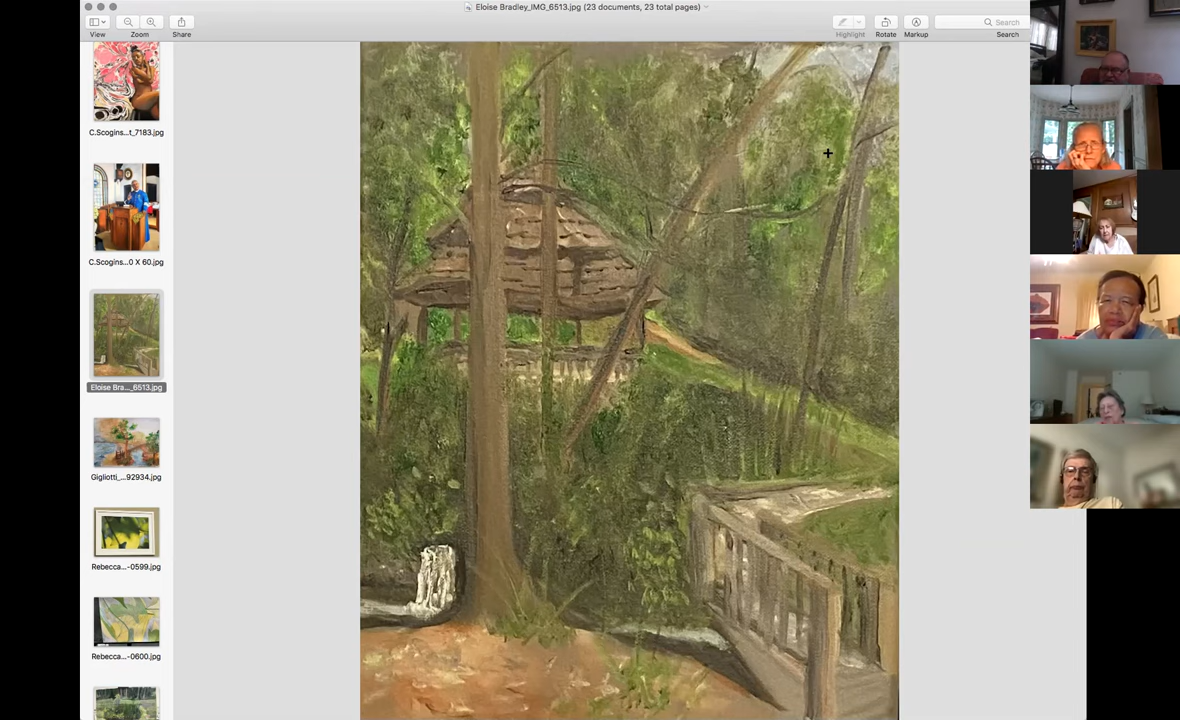 Eloise Bradley_IMG_6513.jpg (23 documents, 23 total pages)
View
Zoom
Share
Highlight
Rotate
Markup
Search
Search
C.Scogins...t_7183.jpg
C.Scogins...0 X 60.jpg
Eloise Bra..._6513.jpg
Gigliotti_...92934.jpg
Rebecca...-0599.jpg
Rebecca...-0600.jpg